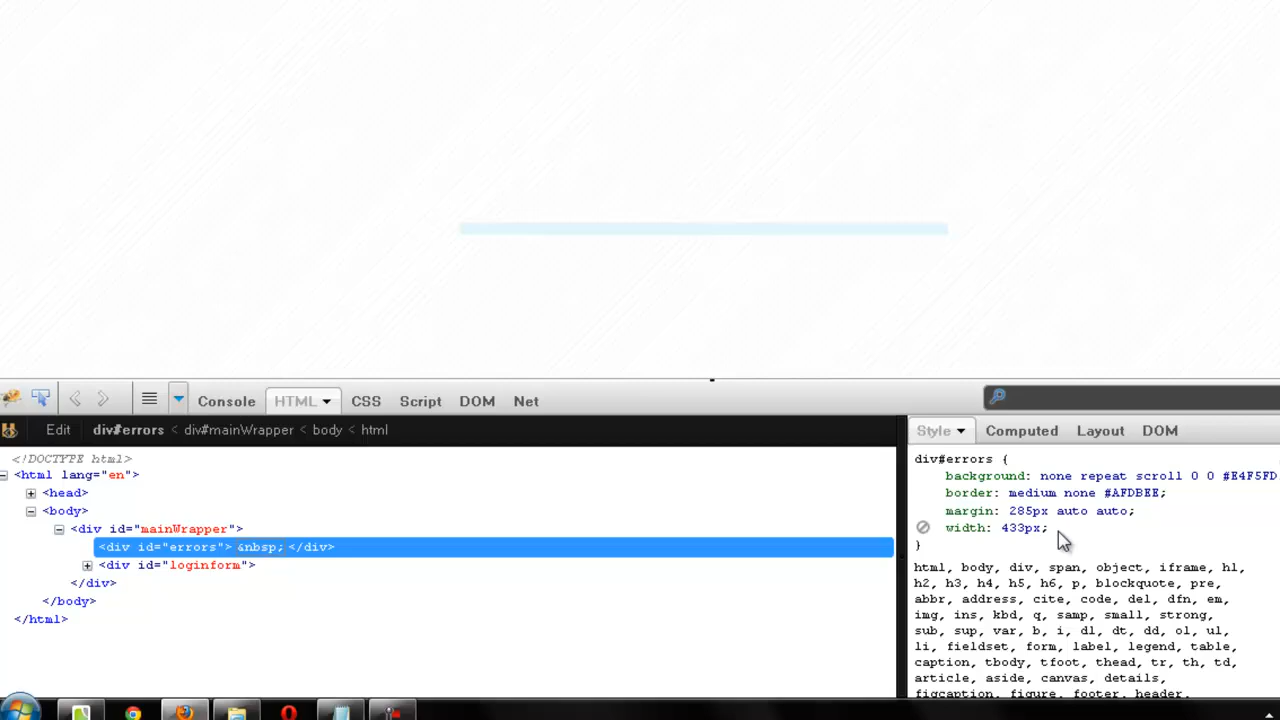 Console HTML CSS Script DOM Net
Edit div#errors < div#mainWrapper < body < html
Style Computed Layout DOM
<!DOCTYPE html>
<html lang="en">
<head>
<body>
<div id="mainWrapper">
<div id="errors"> &nbsp; </div>
<div id="loginform">
</div>
</body>
</html>
div#errors {
background: none repeat scroll 0 0 #E4F5FD
border: medium none #AFDBEE;
margin: 285px auto auto;
width: 433px;
}
html, body, div, span, object, iframe, h1,
h2, h3, h4, h5, h6, p, blockquote, pre,
abbr, address, cite, code, del, dfn, em,
img, ins, kbd, q, samp, small, strong,
sub, sup, var, b, i, dl, dt, dd, ol, ul,
li, fieldset, form, label, legend, table,
caption, tbody, tfoot, thead, tr, th, td,
article, aside, canvas, details,
figcaption, figure, footer, header,